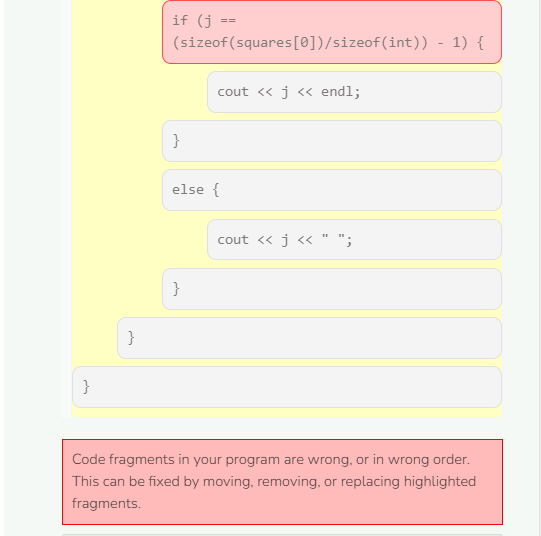 if (j ==
(sizeof(squares[0])/sizeof(int)) - 1) {
cout << j << endl;
}
else {
cout << j << " ";
}
}
}
Code fragments in your program are wrong, or in wrong order.
This can be fixed by moving, removing, or replacing highlighted
fragments.